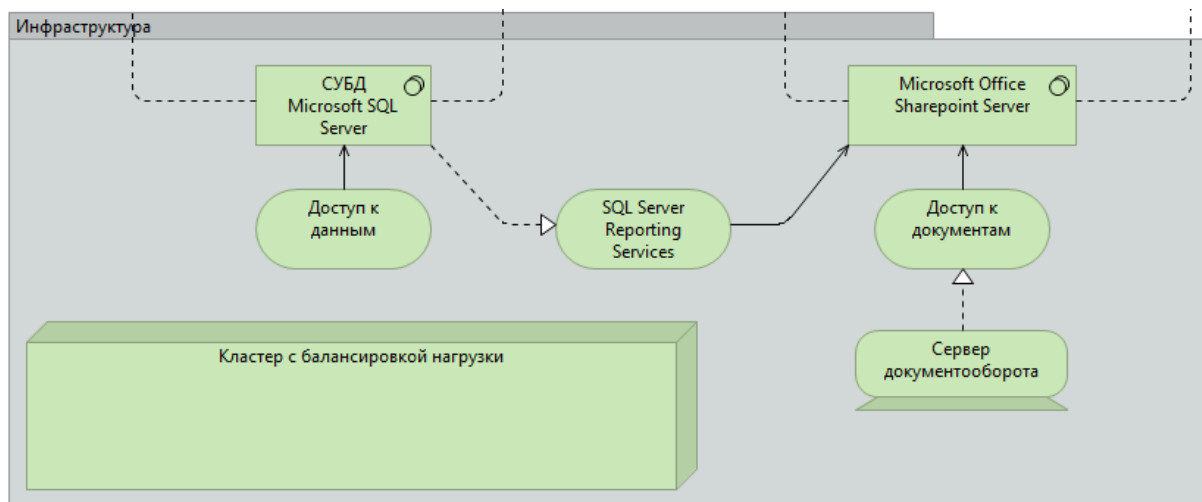 Инфраструктура
СУБД
Microsoft SQL
Server
Microsoft Office
Sharepoint Server
Доступ к
данным
SQL Server
Reporting
Services
Доступ к
документам
Кластер с балансировкой нагрузки
Сервер
документооборота